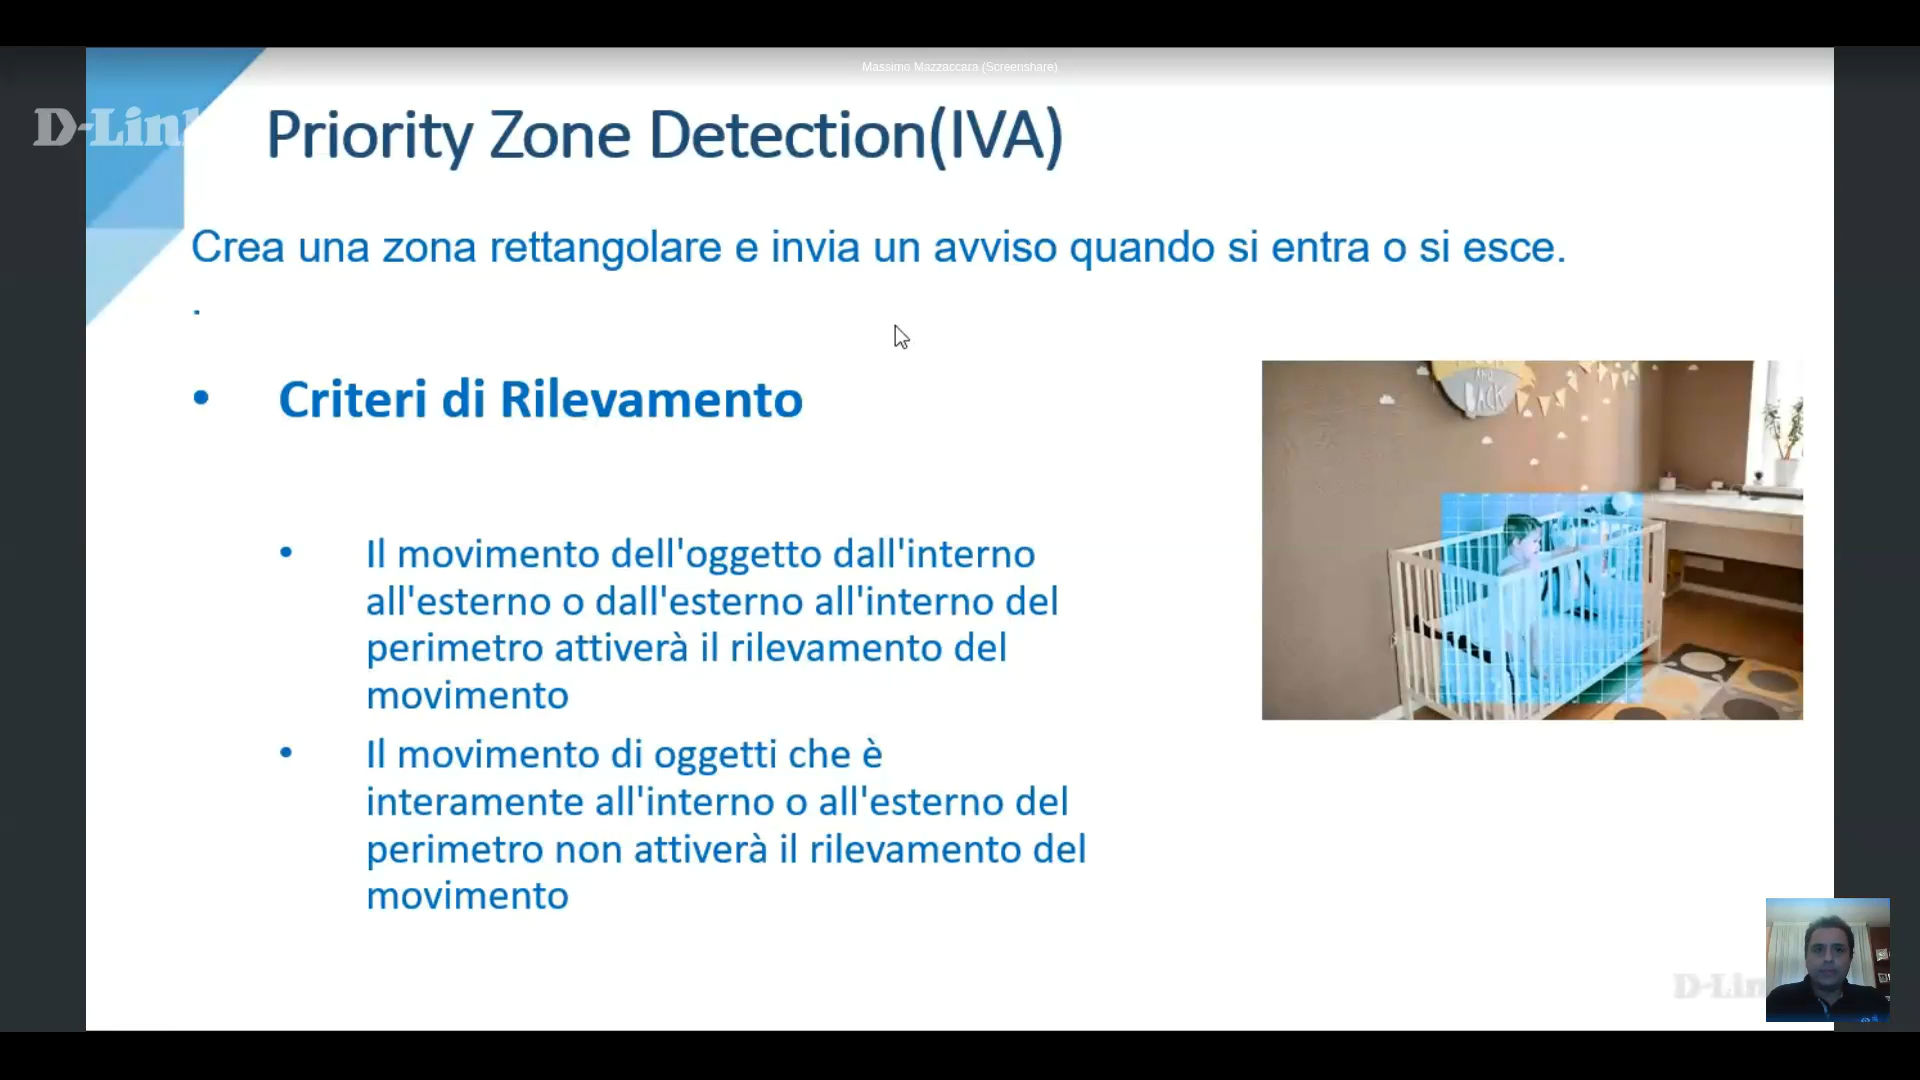 Massimo Mazzaccara (Screenshare)
D-Lin
Priority Zone Detection(IVA)
Crea una zona rettangolare e invia un avviso quando si entra o si esce.
.
• Criteri di Rilevamento
• Il movimento dell'oggetto dall'interno
all'esterno o dall'esterno all'interno del
perimetro attiverà il rilevamento del
movimento
• Il movimento di oggetti che è
interamente all'interno o all'esterno del
perimetro non attiverà il rilevamento del
movimento
JACK
D-Lin